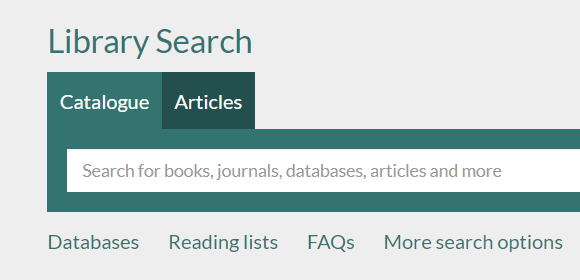 Library Search
Catalogue Articles
Search for books, journals, databases, articles and more
Databases Reading lists FAQs More search options